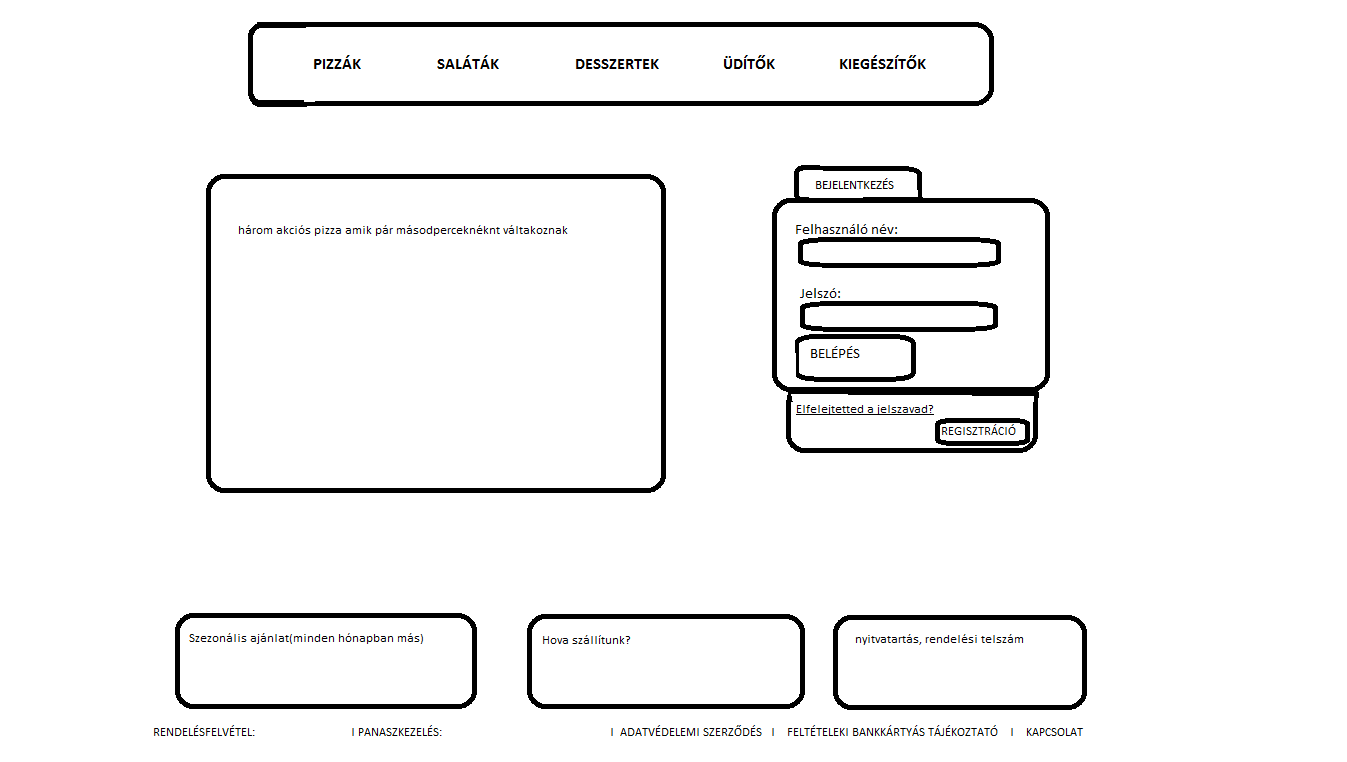 PIZZÁK SALÁTÁK DESSZERTEK ÜDÍTŐK KIEGÉSZÍTŐK
három akciós pizza amik pár másodperceknéknt váltakoznak
BEJELENTKEZÉS
Felhasználó név:
Jelszó:
BELÉPÉS
Elfelejtetted a jelszavad?
REGISZTRÁCIÓ
Szezonális ajánlat(minden hónapban más)
Hova szállítunk?
nyitvatartás, rendelési telszám
RENDELÉSFELVÉTEL: I PANASZKEZELÉS: I ADATVÉDELEMI SZERZŐDÉS I FELTÉTELEKI BANKKÁRTYÁS TÁJÉKOZTATÓ I KAPCSOLAT